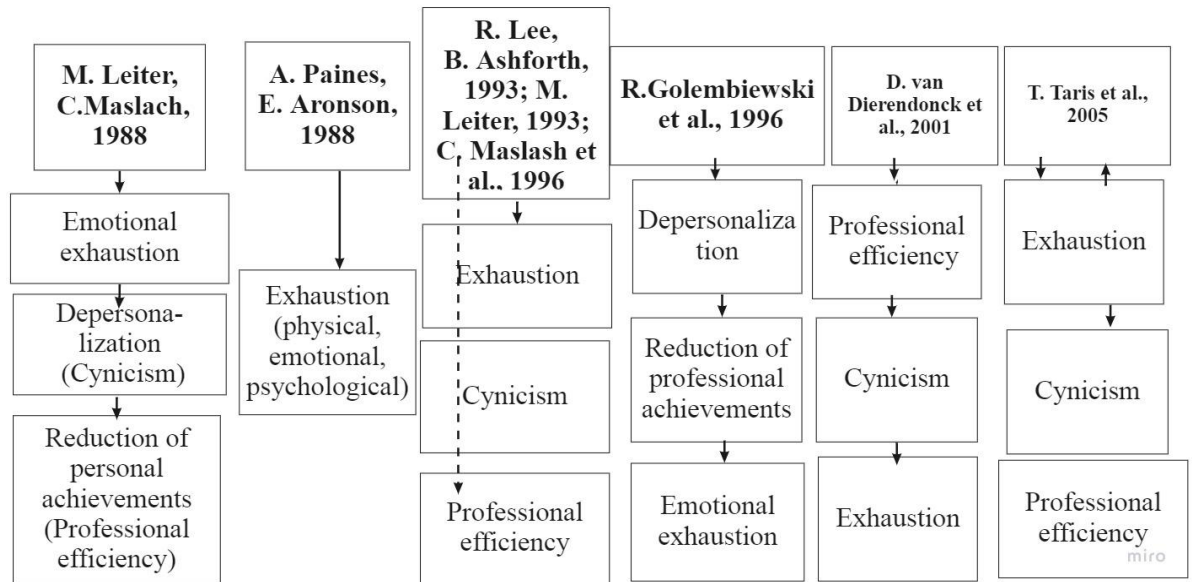 M. Leiter,
C.Maslach,
1988
Emotional
exhaustion
Depersona-
lization
(Cynicism)
Reduction of
personal
achievements
(Professional
efficiency)
A. Paines,
E. Aronson,
1988
Exhaustion
(physical,
emotional,
psychological)
R. Lee,
B. Ashforth,
1993; M.
Leiter, 1993;
C. Maslash et
al., 1996
Exhaustion
Cynicism
Professional
efficiency
R.Golembiewski
et al., 1996
Depersonaliza
tion
Reduction of
professional
achievements
Emotional
exhaustion
D. van
Dierendonck et
al., 2001
Professional
efficiency
Cynicism
Exhaustion
T. Taris et al.,
2005
Exhaustion
Cynicism
Professional
efficiency
miro